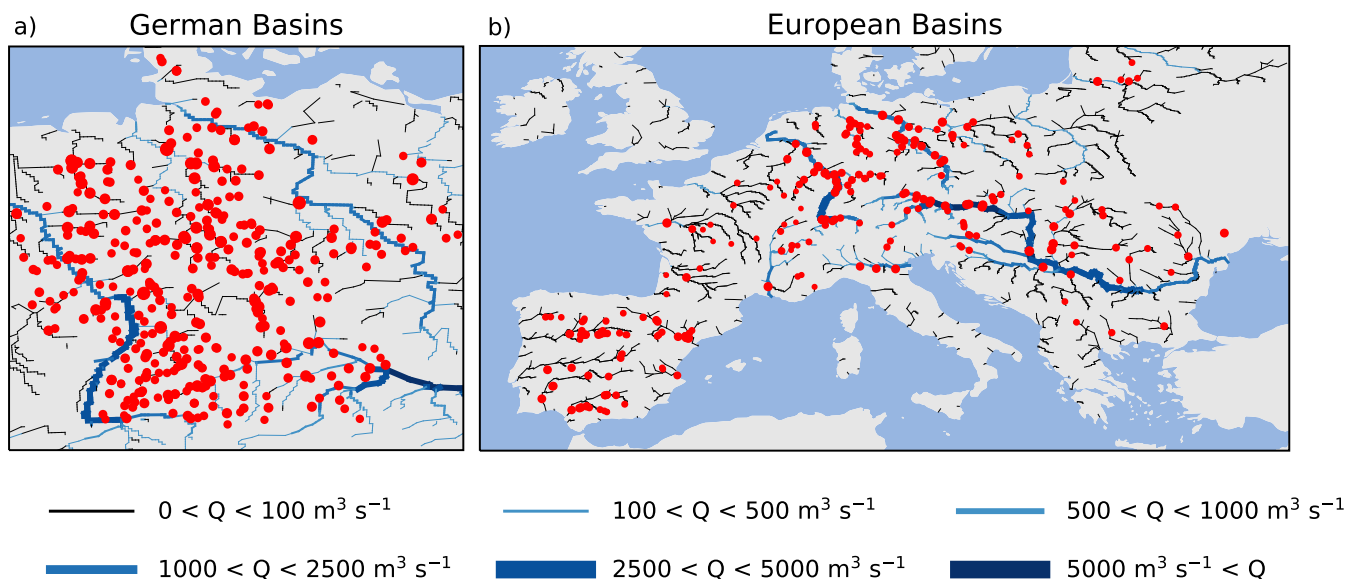 a) German Basins
b) European Basins
0 < Q < 100 m³ s⁻¹
100 < Q < 500 m³ s⁻¹
500 < Q < 1000 m³ s⁻¹
1000 < Q < 2500 m³ s⁻¹
2500 < Q < 5000 m³ s⁻¹
5000 m³ s⁻¹ < Q